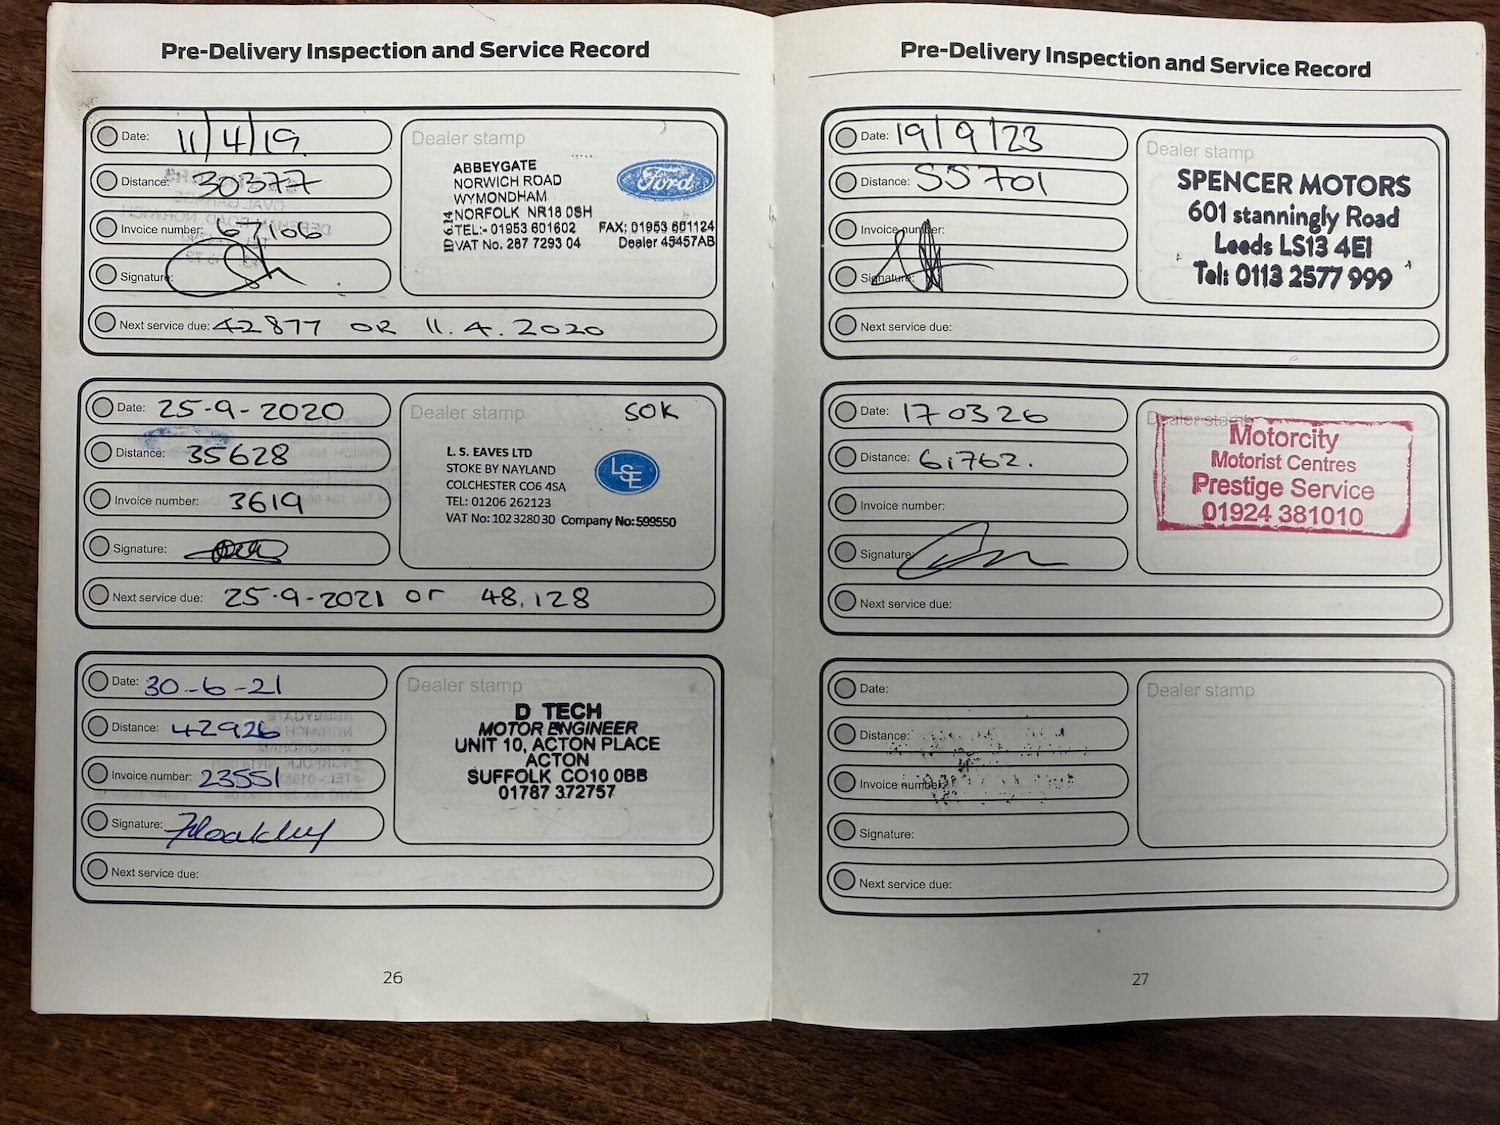 Pre-Delivery Inspection and Service Record
Date: 11/4/19
Distance: 30377
Invoice number: 67106
Signature:
Next service due: 42877 OR 11.4.2020
Dealer stamp
ABBEYGATE
NORWICH ROAD
WYMONDHAM
NORFOLK NR18 0SH
TEL:- 01953 601602 FAX: 01953 601124
VAT No. 287 7293 04 Dealer 45457AB
Ford
Date: 25-9-2020
Distance: 35628
Invoice number: 3619
Signature:
Next service due: 25-9-2021 or 48,128
Dealer stamp
50K
L. S. EAVES LTD
STOKE BY NAYLAND
COLCHESTER CO6 4SA
TEL: 01206 262123
VAT No: 102 3280 30 Company No: 599550
LSE
Date: 30-6-21
Distance: 42926
Invoice number: 23551
Signature:
Next service due:
Dealer stamp
D TECH
MOTOR ENGINEER
UNIT 10, ACTON PLACE
ACTON
SUFFOLK CO10 0BB
01787 372757
26
Pre-Delivery Inspection and Service Record
Date: 19/9/23
Distance: 55701
Invoice number:
Signature:
Next service due:
Dealer stamp
SPENCER MOTORS
601 stanningly Road
Leeds LS13 4EI
Tel: 0113 2577 999
Date: 170326
Distance: 61762.
Invoice number:
Signature:
Next service due:
Dealer stamp
Motorcity
Motorist Centres
Prestige Service
01924 381010
Date:
Distance:
Invoice number:
Signature:
Next service due:
Dealer stamp
27